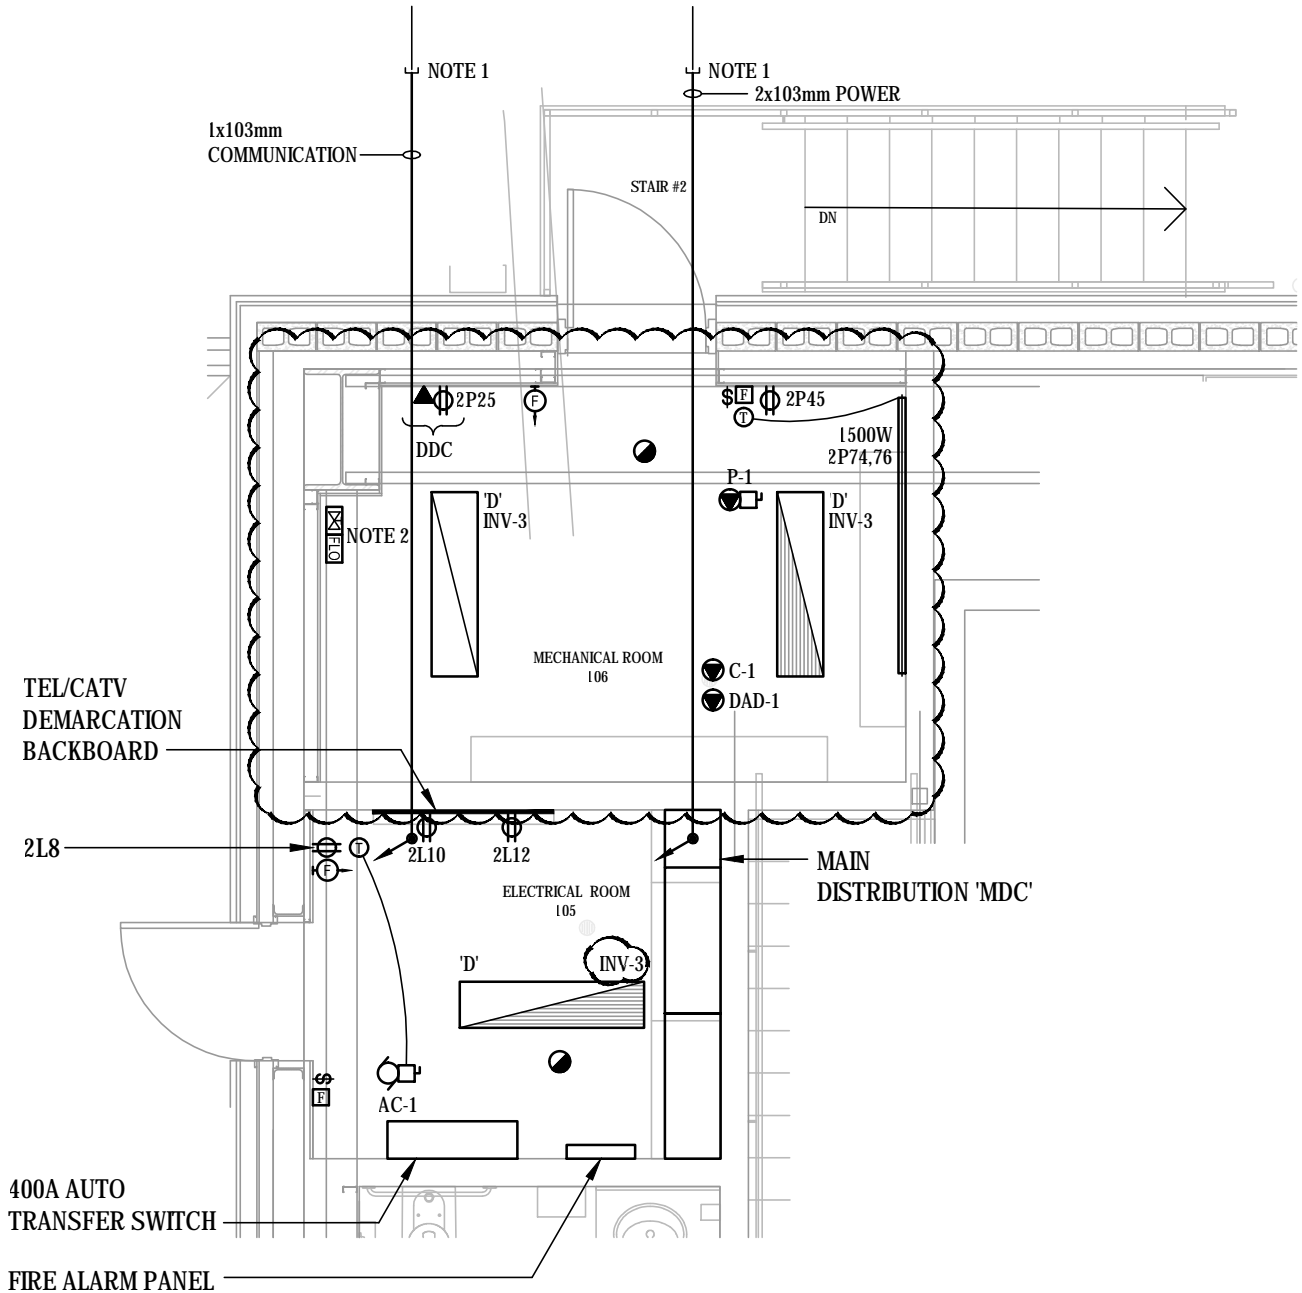 NOTE 1
NOTE 1
2x103mm POWER
1x103mm
COMMUNICATION
STAIR #2
DN
2P25
F
$
F
2P45
T
DDC
1500W
2P74,76
P-1
'D'
INV-3
'D'
INV-3
NOTE 2
FLO
MECHANICAL ROOM
106
C-1
DAD-1
TEL/CATV
DEMARCATION
BACKBOARD
2L8
T
2L10
2L12
F
MAIN
DISTRIBUTION 'MDC'
ELECTRICAL ROOM
105
'D'
INV-3
$
F
AC-1
400A AUTO
TRANSFER SWITCH
FIRE ALARM PANEL